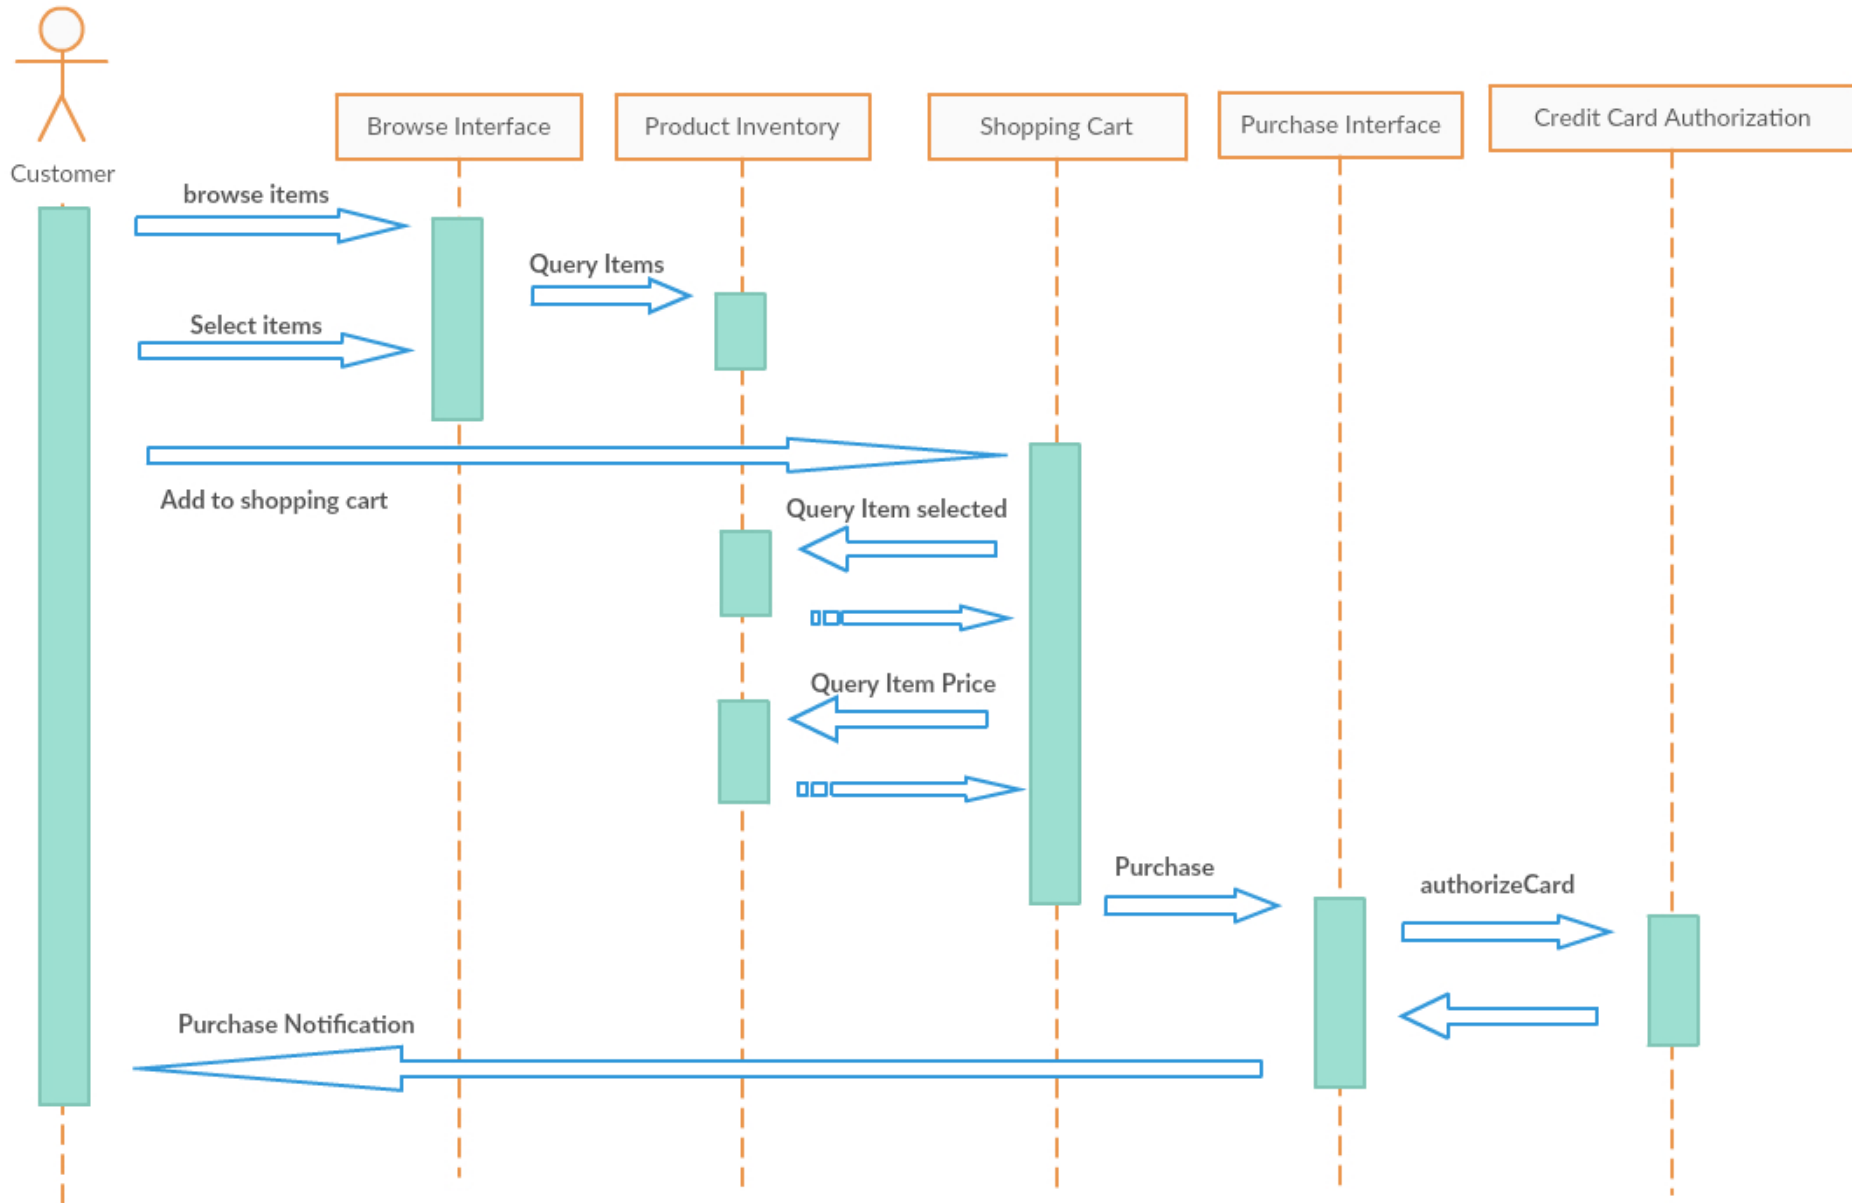 Customer
Browse Interface
Product Inventory
Shopping Cart
Purchase Interface
Credit Card Authorization
browse items
Query Items
Select items
Add to shopping cart
Query Item selected
Query Item Price
Purchase
authorizeCard
Purchase Notification